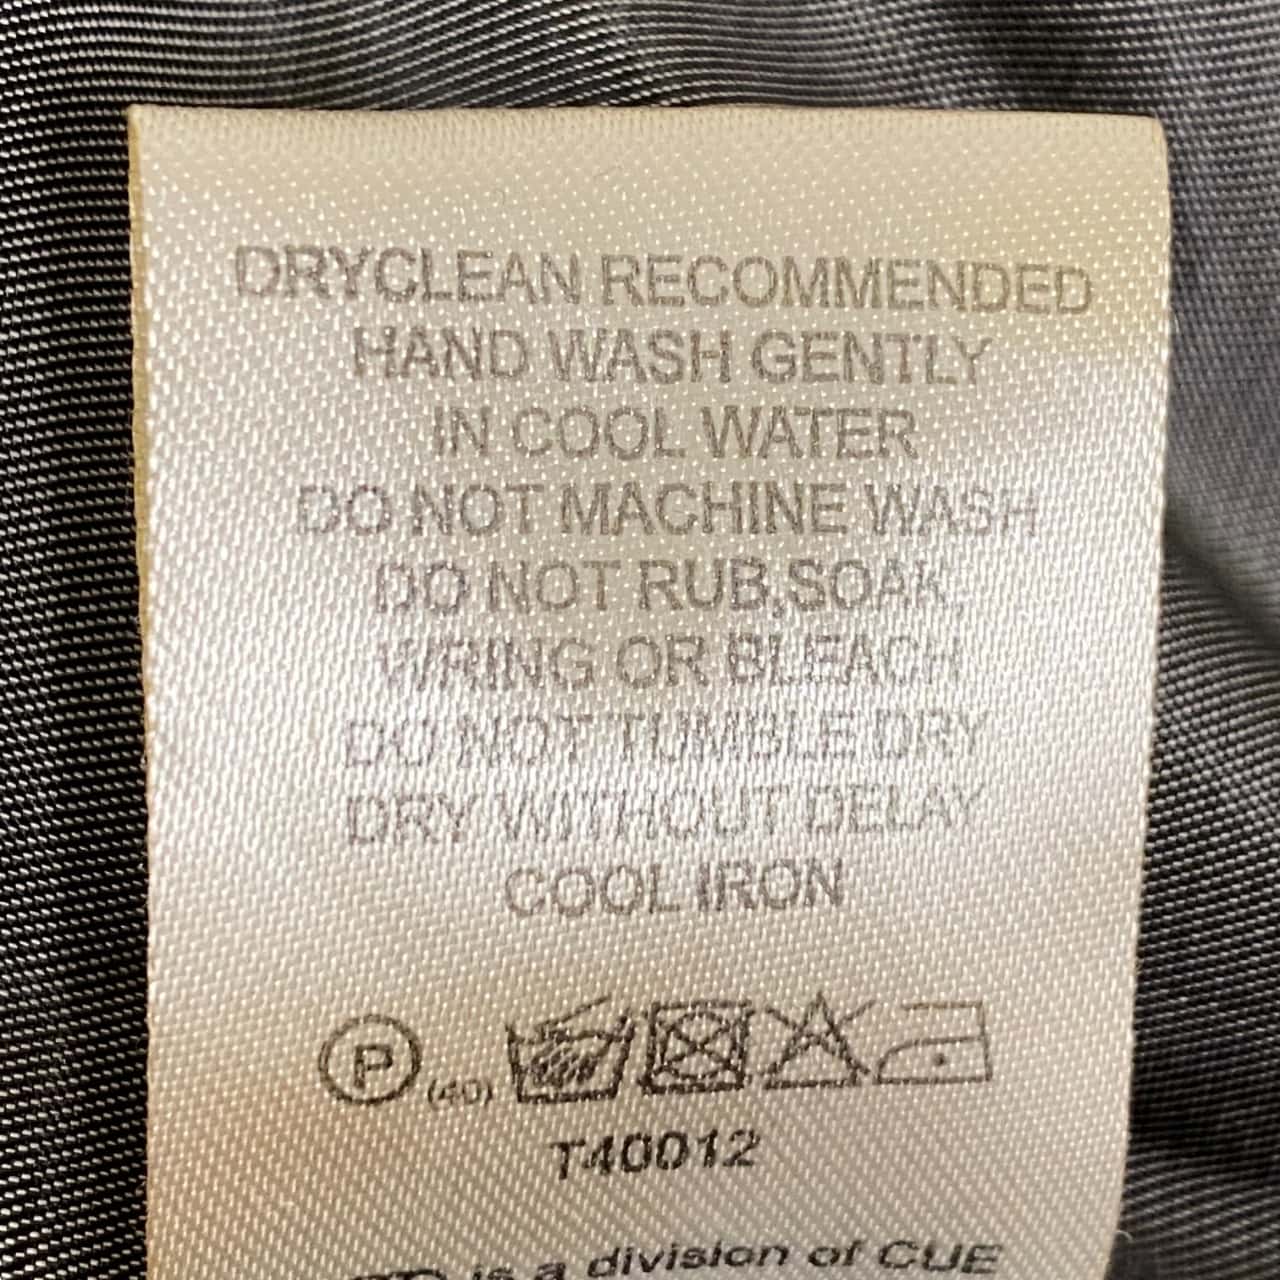 DRYCLEAN RECOMMENDED
HAND WASH GENTLY
IN COOL WATER
DO NOT MACHINE WASH
DO NOT RUB,SOAK,
WRING OR BLEACH
DO NOT TUMBLE DRY
DRY WITHOUT DELAY
COOL IRON
P (40)
T40012
is a division of CUE